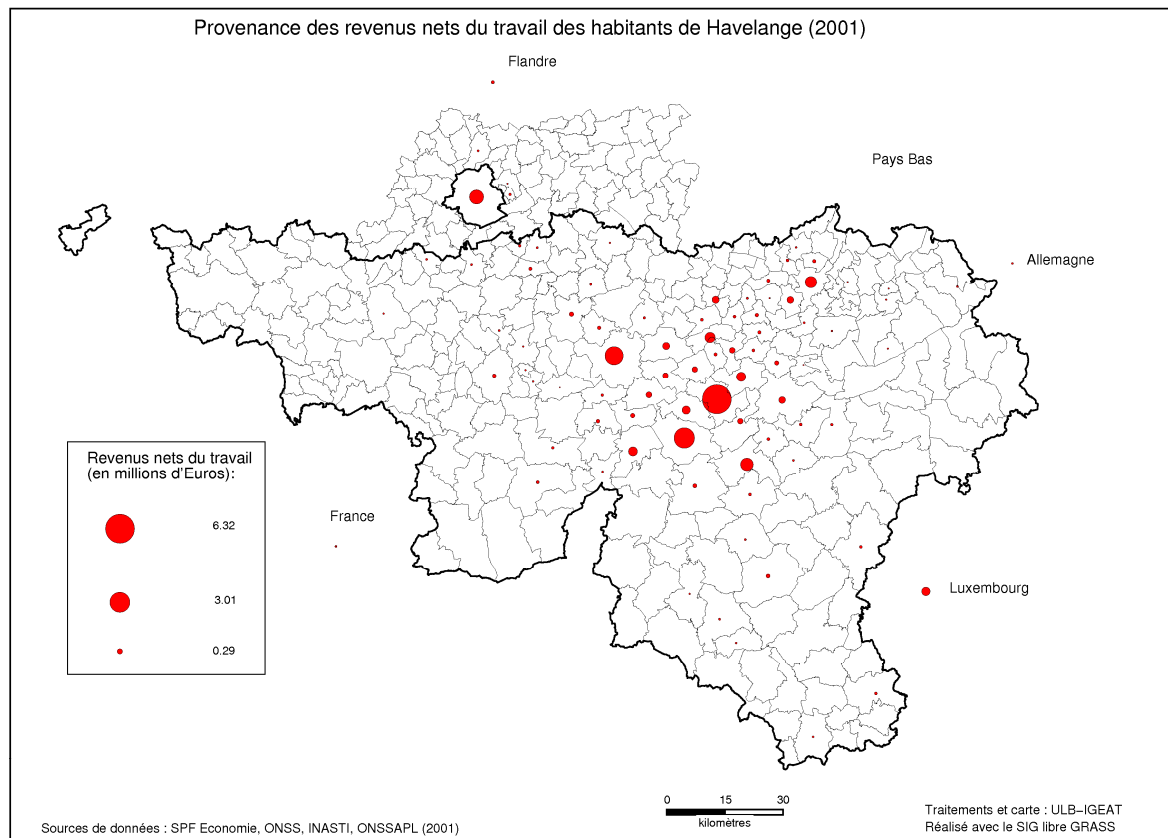 Provenance des revenus nets du travail des habitants de Havelange (2001)
Flandre
Pays Bas
Allemagne
Revenus nets du travail
(en millions d'Euros):
6.32
3.01
0.29
France
Luxembourg
0 15 30
kilomètres
Sources de données : SPF Economie, ONSS, INASTI, ONSSAPL (2001)
Traitements et carte : ULB-IGEAT
Réalisé avec le SIG libre GRASS